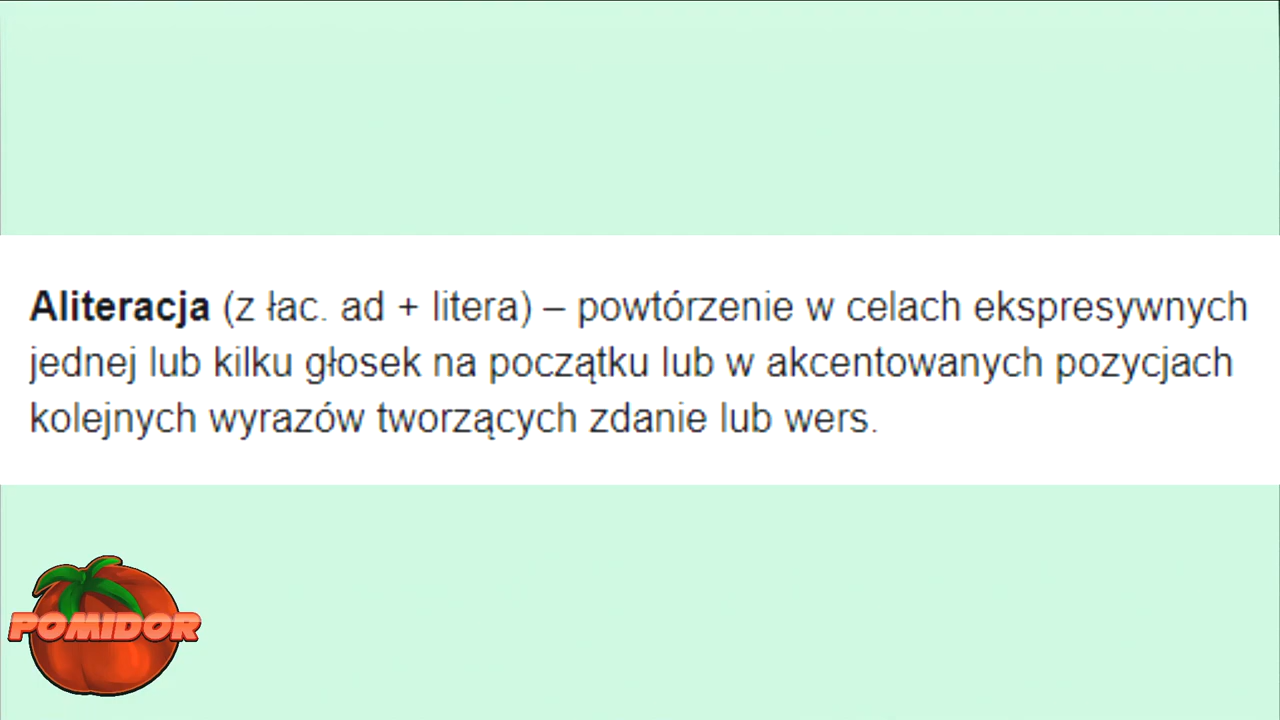 Aliteracja (z łac. ad + litera) – powtórzenie w celach ekspresywnych
jednej lub kilku głosek na początku lub w akcentowanych pozycjach
kolejnych wyrazów tworzących zdanie lub wers.
POMIDOR